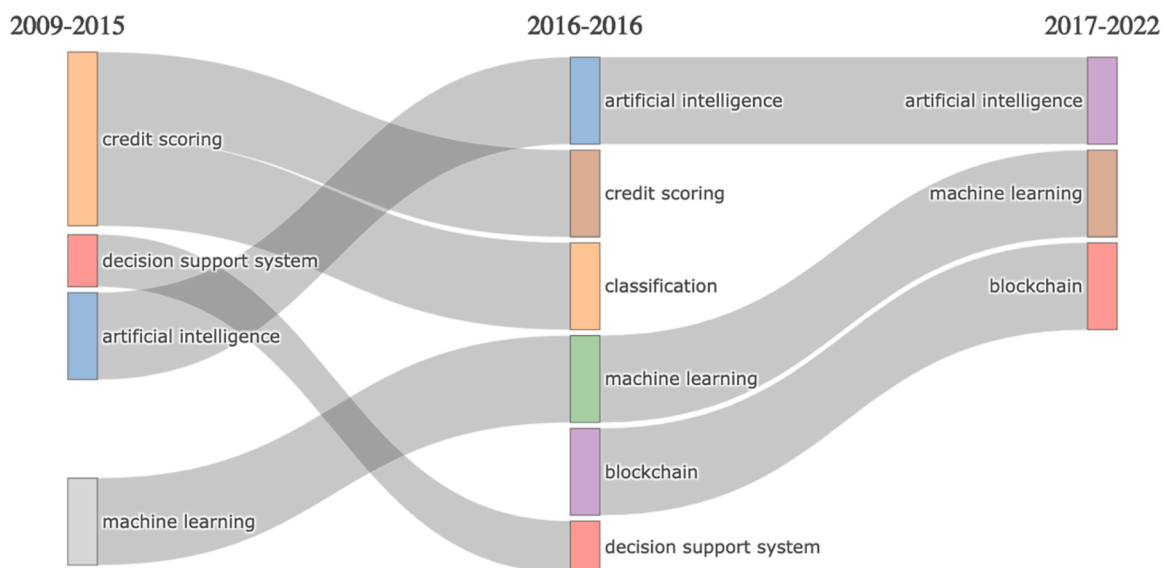 2009-2015
2016-2016
2017-2022
credit scoring
decision support system
artificial intelligence
machine learning
artificial intelligence
credit scoring
classification
machine learning
blockchain
decision support system
artificial intelligence
machine learning
blockchain